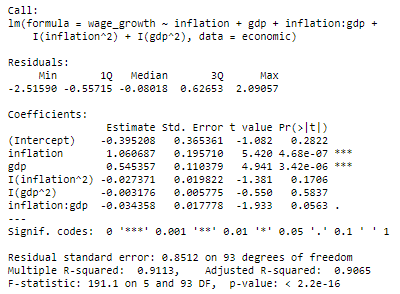 Call:
lm(formula = wage_growth ~ inflation + gdp + inflation:gdp +
    I(inflation^2) + I(gdp^2), data = economic)
Residuals:
     Min       1Q   Median       3Q      Max
-2.51590 -0.55715 -0.08018  0.62653  2.09057
Coefficients:
                Estimate Std. Error t value Pr(>|t|)
(Intercept)    -0.395208   0.365361  -1.082   0.2822
inflation       1.060687   0.195710   5.420 4.68e-07 ***
gdp             0.545357   0.110379   4.941 3.42e-06 ***
I(inflation^2) -0.027371   0.019822  -1.381   0.1706
I(gdp^2)       -0.003176   0.005775  -0.550   0.5837
inflation:gdp  -0.034358   0.017778  -1.933   0.0563 .
---
Signif. codes:  0 '***' 0.001 '**' 0.01 '*' 0.05 '.' 0.1 ' ' 1
Residual standard error: 0.8512 on 93 degrees of freedom
Multiple R-squared:  0.9113,    Adjusted R-squared:  0.9065
F-statistic: 191.1 on 5 and 93 DF,  p-value: < 2.2e-16